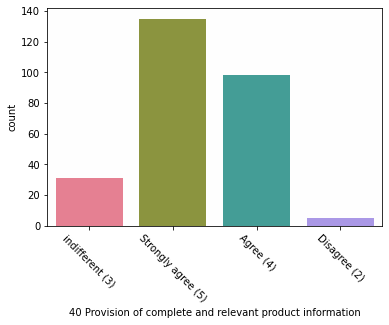 140
120
100
80
60
40
20
0
count
indifferent (3)
Strongly agree (5)
Agree (4)
Disagree (2)
40 Provision of complete and relevant product information